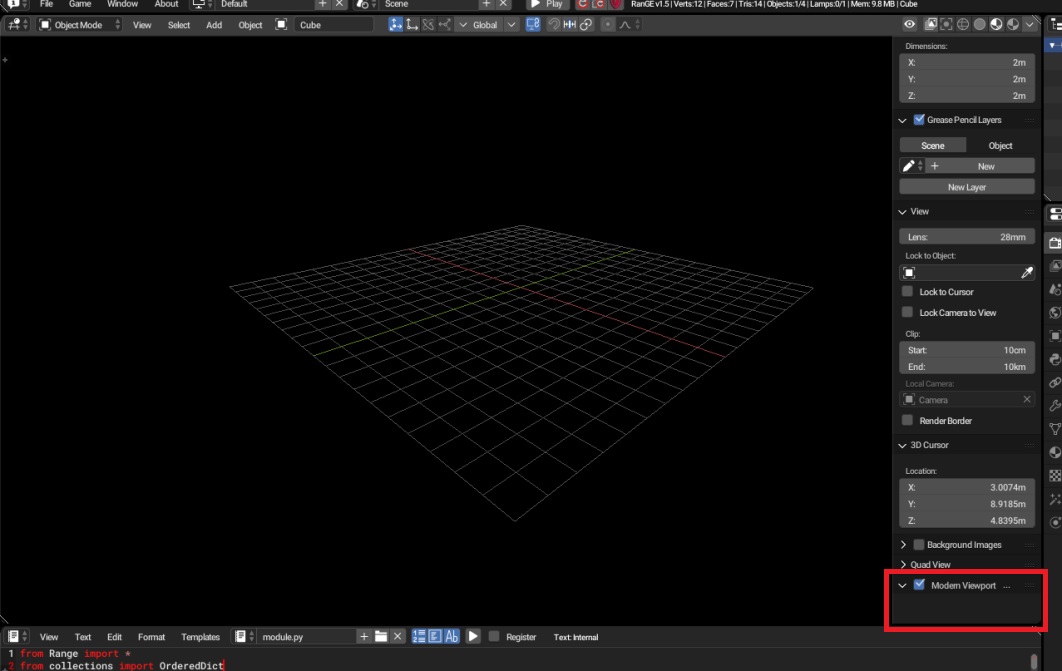 File Game Window About Default Scene Play RanGE v1.5 | Verts:12 | Faces:7 | Tris:14 | Objects:1/4 | Lamps:0/1 | Mem: 9.8 MB | Cube
Object Mode View Select Add Object Cube Global
Dimensions:
X: 2m
Y: 2m
Z: 2m
Grease Pencil Layers
Scene Object
New
New Layer
View
Lens: 28mm
Lock to Object:
Lock to Cursor
Lock Camera to View
Clip:
Start: 10cm
End: 10km
Local Camera:
Camera
Render Border
3D Cursor
Location:
X: 3.0074m
Y: 8.9185m
Z: 4.8395m
Background Images
Quad View
Modern Viewport ...
View Text Edit Format Templates module.py Register Text: Internal
1 from Range import *
2 from collections import OrderedDict